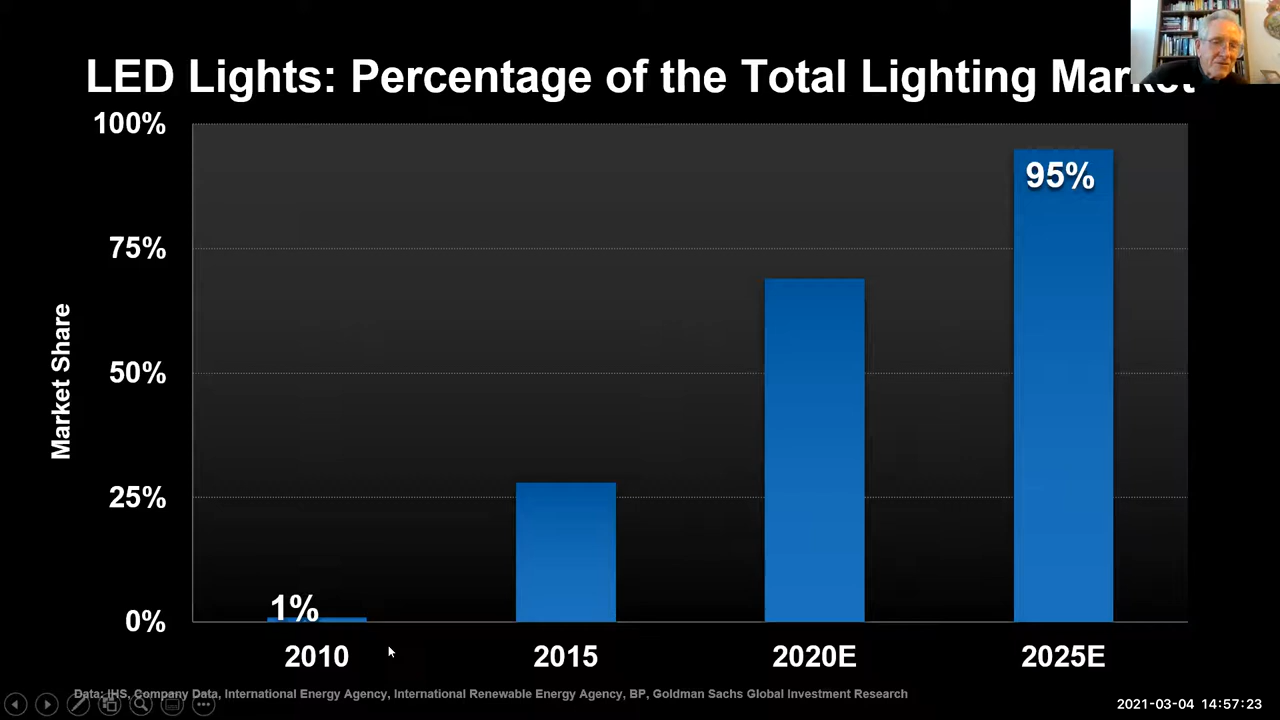 LED Lights: Percentage of the Total Lighting Market
100%
75%
50%
25%
0%
Market Share
95%
1%
2010
2015
2020E
2025E
Data: IHS, Company Data, International Energy Agency, International Renewable Energy Agency, BP, Goldman Sachs Global Investment Research
2021-03-04 14:57:23